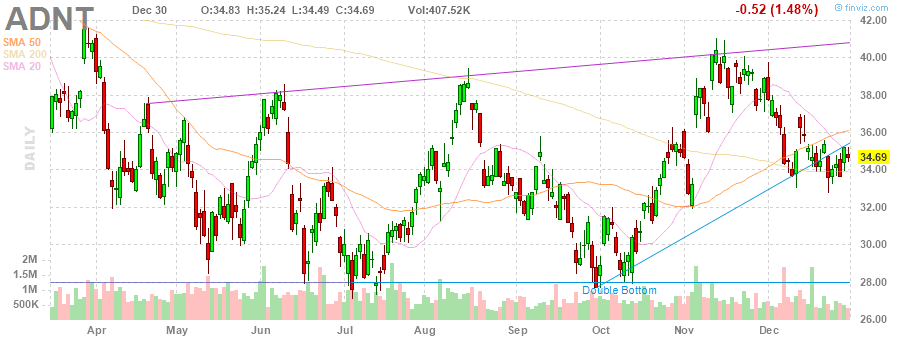 ADNT
Dec 30 O:34.83 H:35.24 L:34.49 C:34.69 Vol:407.52K -0.52 (1.48%)
© finviz.com
SMA 50
SMA 200
SMA 20
DAILY
42.00
40.00
38.00
36.00
34.69
34.00
32.00
30.00
28.00
26.00
2M
1.5M
1M
500K
Double Bottom
Apr May Jun Jul Aug Sep Oct Nov Dec